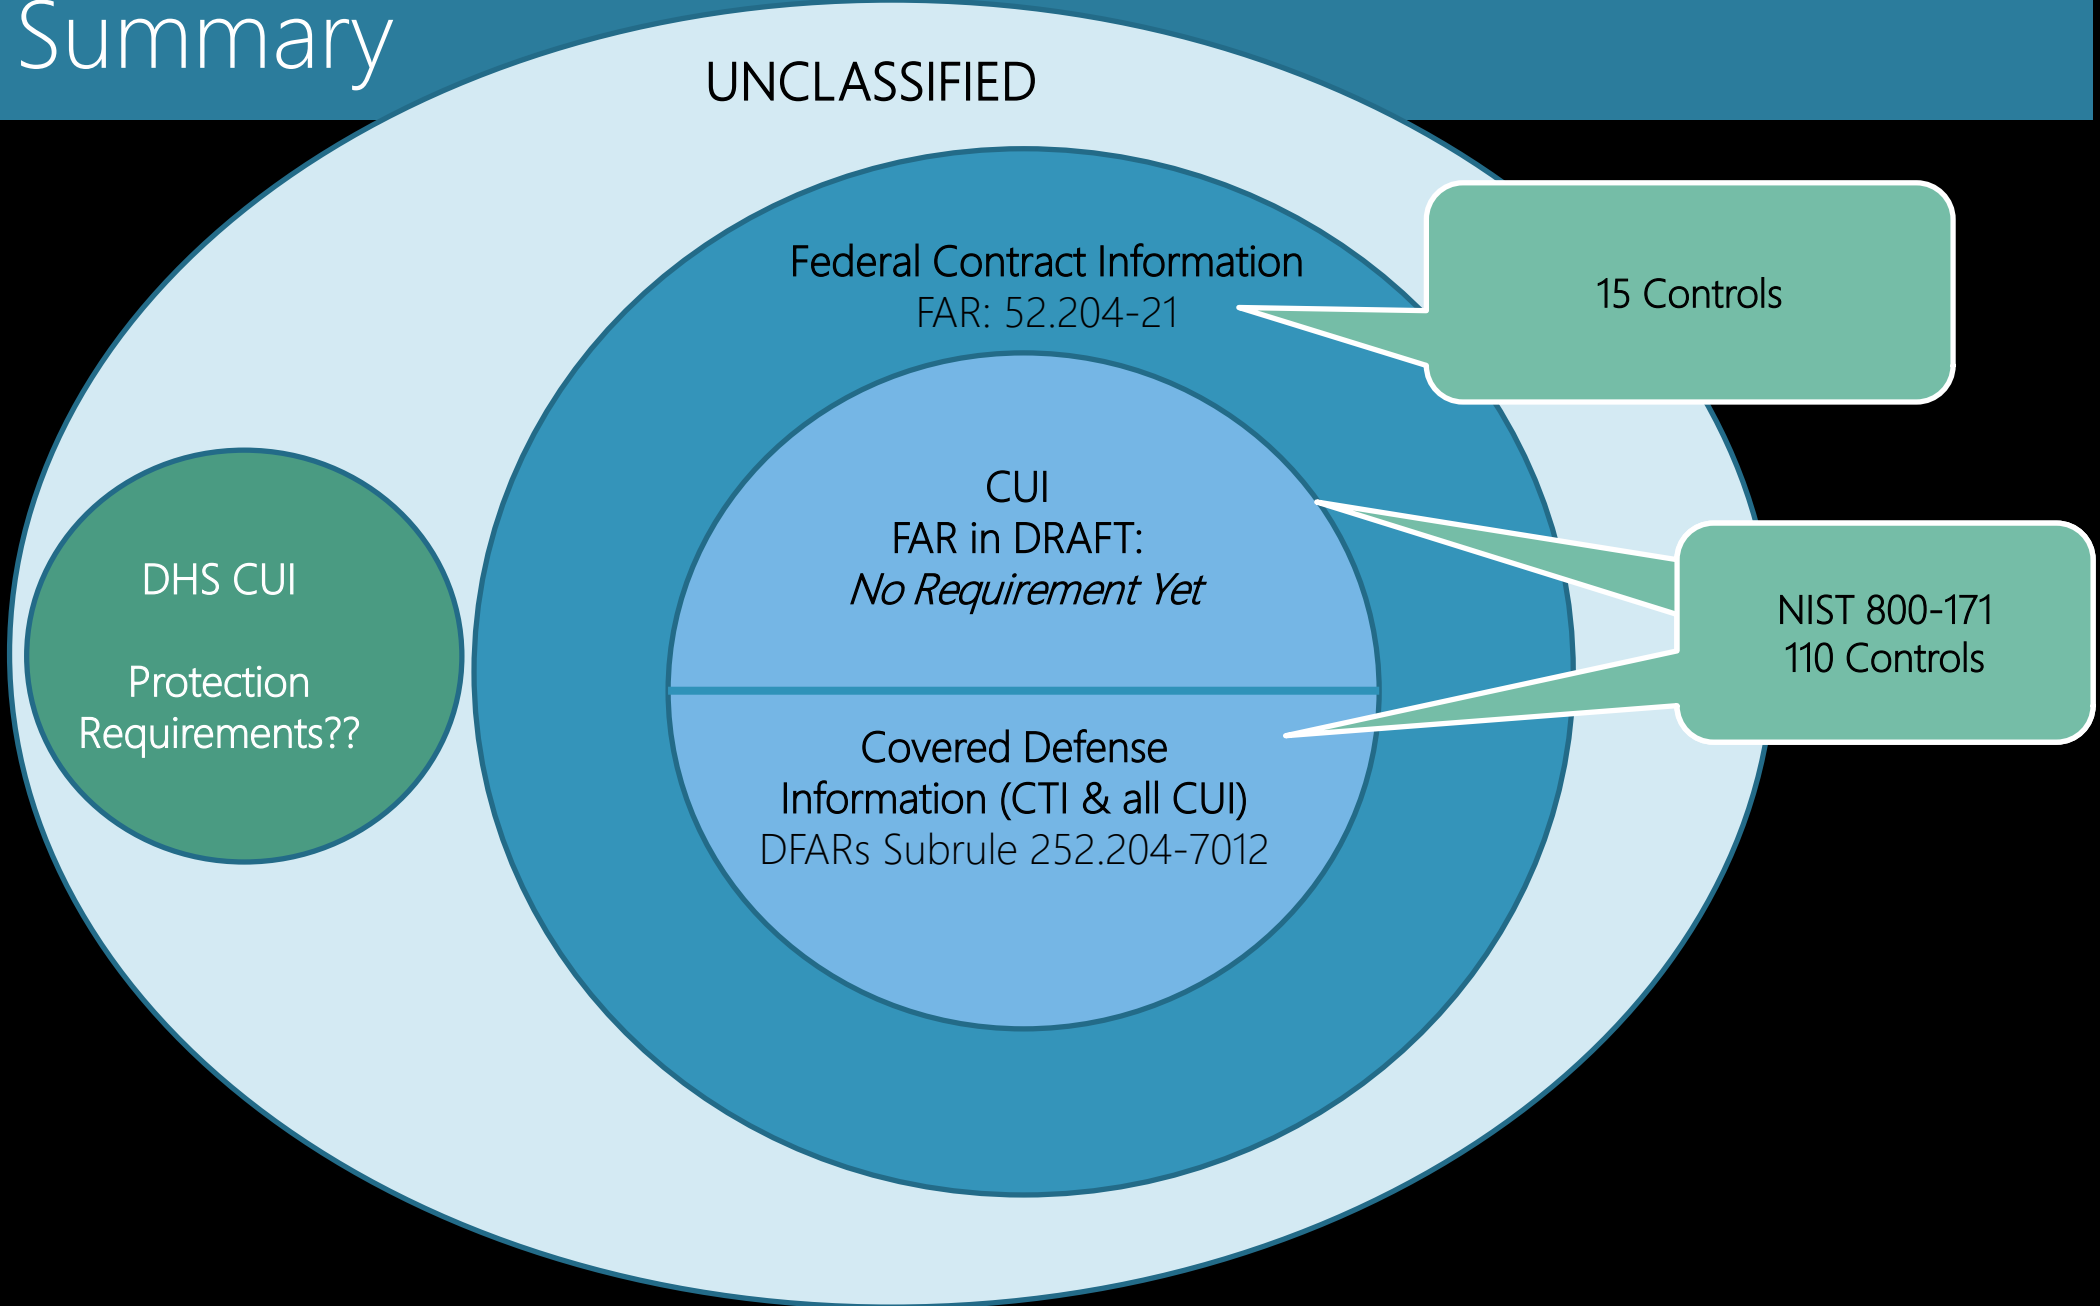 Summary
UNCLASSIFIED
Federal Contract Information
FAR: 52.204-21
15 Controls
CUI
FAR in DRAFT:
No Requirement Yet
DHS CUI
Protection
Requirements??
NIST 800-171
110 Controls
Covered Defense
Information (CTI & all CUI)
DFARs Subrule 252.204-7012